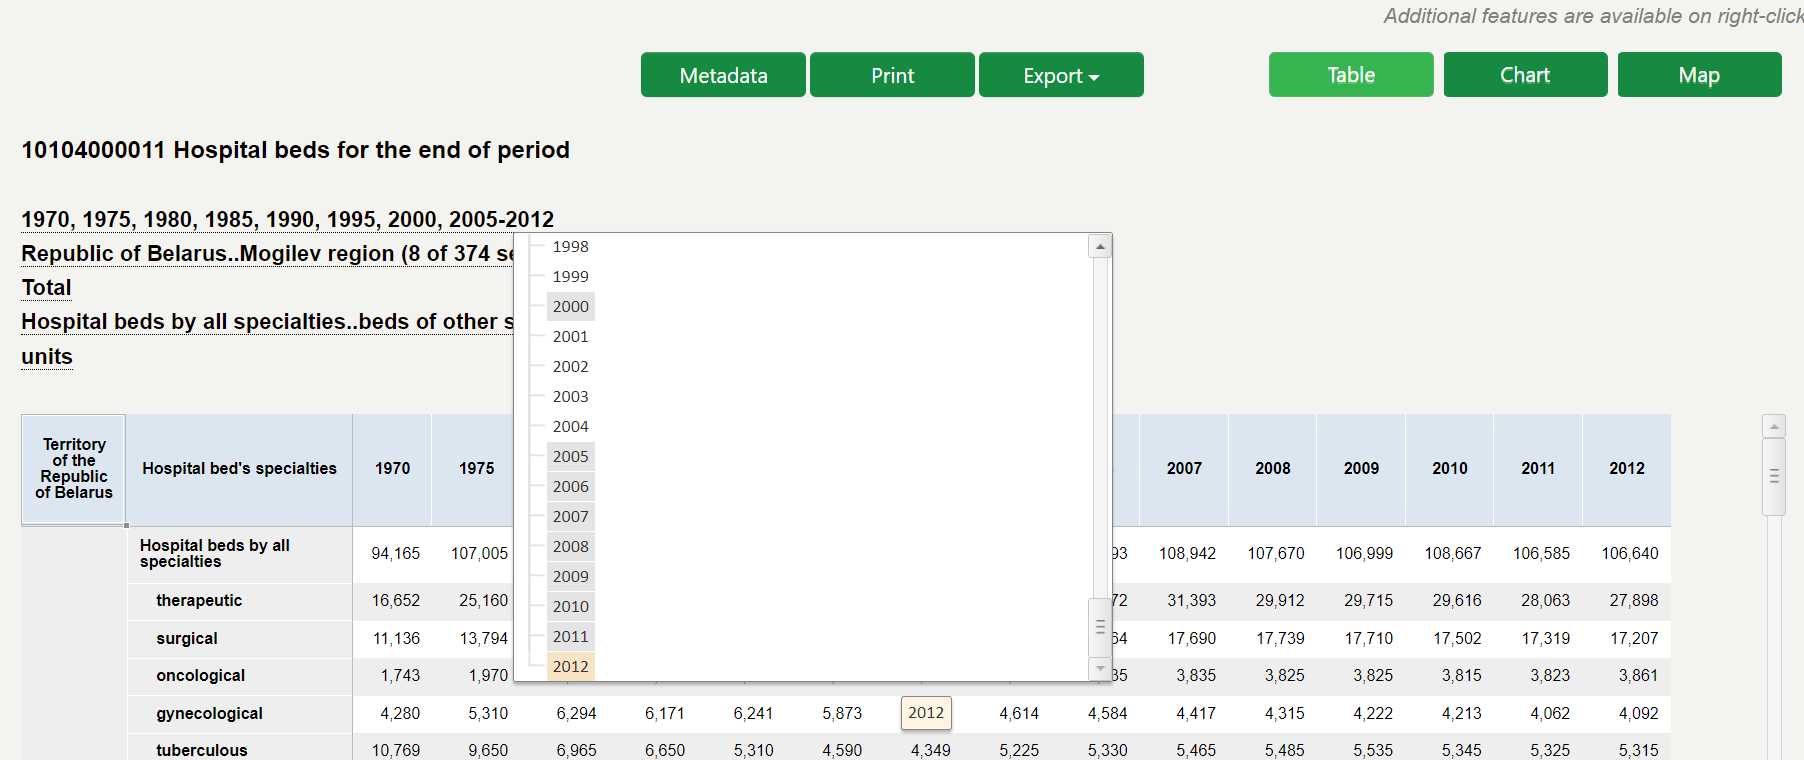 Additional features are available on right-click
Metadata Print Export Table Chart Map
10104000011 Hospital beds for the end of period
1970, 1975, 1980, 1985, 1990, 1995, 2000, 2005-2012
Republic of Belarus..Mogilev region (8 of 374 se
Total
Hospital beds by all specialties..beds of other s
units
1998
1999
2000
2001
2002
2003
2004
2005
2006
2007
2008
2009
2010
2011
2012
Territory of the Republic of Belarus Hospital bed's specialties 1970 1975 2007 2008 2009 2010 2011 2012
Hospital beds by all specialties 94,165 107,005 93 108,942 107,670 106,999 108,667 106,585 106,640
therapeutic 16,652 25,160 72 31,393 29,912 29,715 29,616 28,063 27,898
surgical 11,136 13,794 64 17,690 17,739 17,710 17,502 17,319 17,207
oncological 1,743 1,970 35 3,835 3,825 3,825 3,815 3,823 3,861
gynecological 4,280 5,310 6,294 6,171 6,241 5,873 2012 4,614 4,584 4,417 4,315 4,222 4,213 4,062 4,092
tuberculous 10,769 9,650 6,965 6,650 5,310 4,590 4,349 5,225 5,330 5,465 5,485 5,535 5,345 5,325 5,315